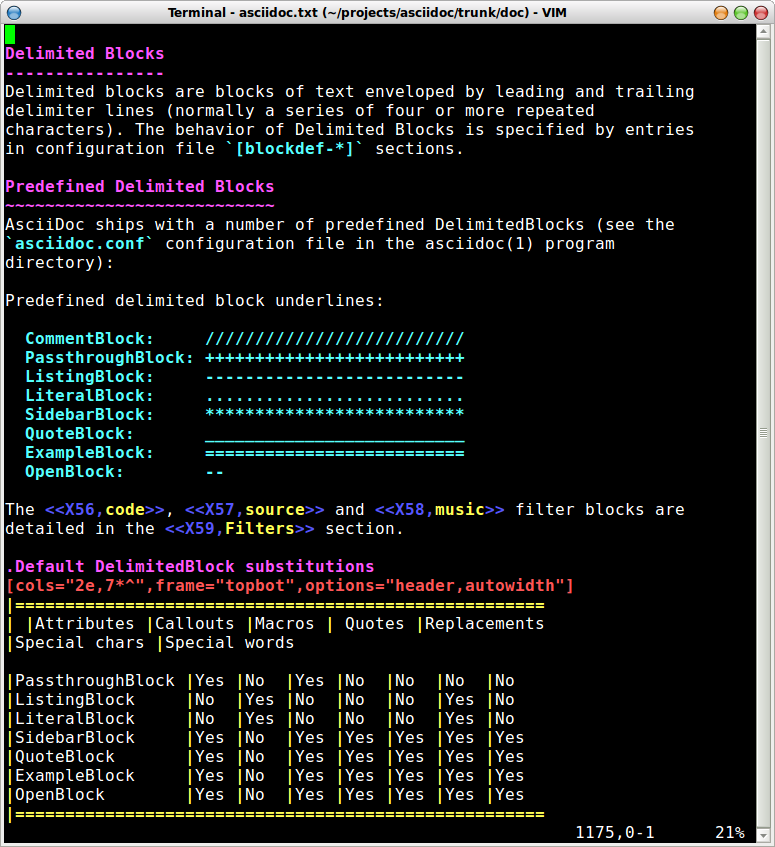 Terminal - asciidoc.txt (~/projects/asciidoc/trunk/doc) - VIM
Delimited Blocks
----------------
Delimited blocks are blocks of text enveloped by leading and trailing
delimiter lines (normally a series of four or more repeated
characters). The behavior of Delimited Blocks is specified by entries
in configuration file `[blockdef-*]` sections.

Predefined Delimited Blocks
~~~~~~~~~~~~~~~~~~~~~~~~~~~
AsciiDoc ships with a number of predefined DelimitedBlocks (see the
`asciidoc.conf` configuration file in the asciidoc(1) program
directory):

Predefined delimited block underlines:

  CommentBlock:     //////////////////////////
  PassthroughBlock: ++++++++++++++++++++++++++
  ListingBlock:     --------------------------
  LiteralBlock:     ..........................
  SidebarBlock:     **************************
  QuoteBlock:       __________________________
  ExampleBlock:     ==========================
  OpenBlock:        --

The <<X56,code>>, <<X57,source>> and <<X58,music>> filter blocks are
detailed in the <<X59,Filters>> section.

.Default DelimitedBlock substitutions
[cols="2e,7*^",frame="topbot",options="header,autowidth"]
|=====================================================
| |Attributes |Callouts |Macros | Quotes |Replacements
|Special chars |Special words

|PassthroughBlock |Yes |No  |Yes |No  |No  |No  |No
|ListingBlock     |No  |Yes |No  |No  |No  |Yes |No
|LiteralBlock     |No  |Yes |No  |No  |No  |Yes |No
|SidebarBlock     |Yes |No  |Yes |Yes |Yes |Yes |Yes
|QuoteBlock       |Yes |No  |Yes |Yes |Yes |Yes |Yes
|ExampleBlock     |Yes |No  |Yes |Yes |Yes |Yes |Yes
|OpenBlock        |Yes |No  |Yes |Yes |Yes |Yes |Yes
|=====================================================
1175,0-1      21%